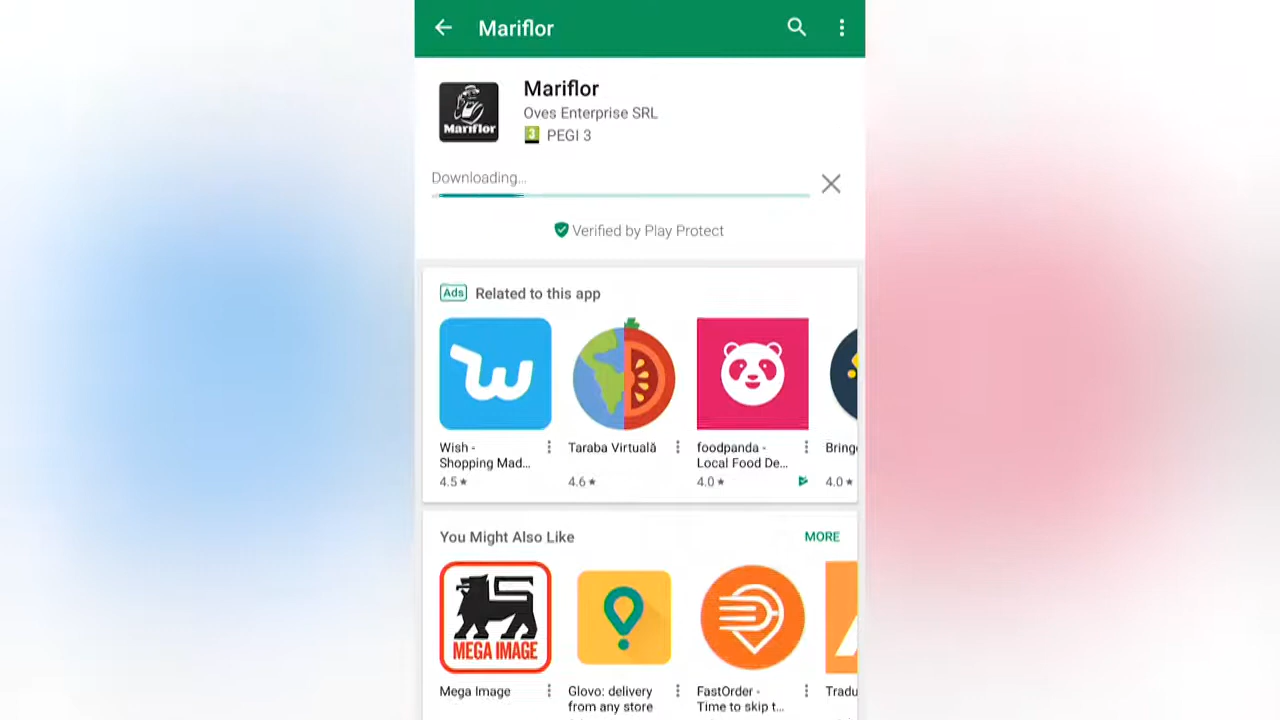 Mariflor
Mariflor
Oves Enterprise SRL
3 PEGI 3
Mariflor
Downloading...
Verified by Play Protect
Ads Related to this app
Wish -
Shopping Mad...
4.5
Taraba Virtuală
4.6
foodpanda -
Local Food De...
4.0
Bring
4.0
You Might Also Like
MORE
MEGA IMAGE
Mega Image
Glovo: delivery
from any store
FastOrder -
Time to skip t...
Tradu